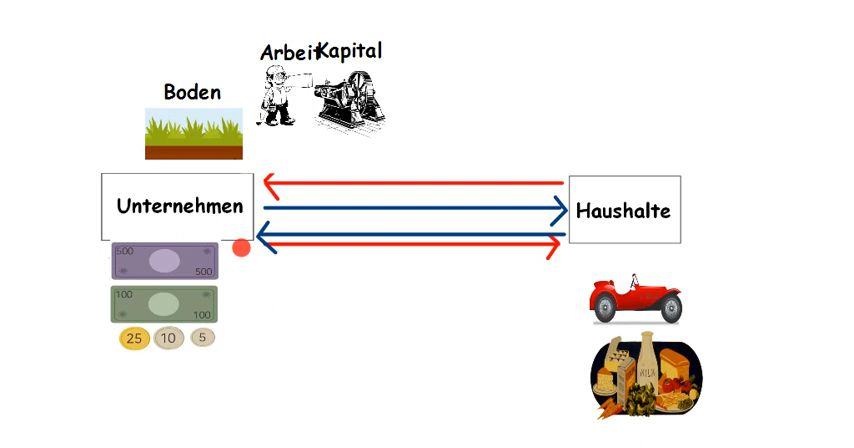 Arbeit
Kapital
Boden
Unternehmen
Haushalte
500
500
100
100
25
10
5
MILK